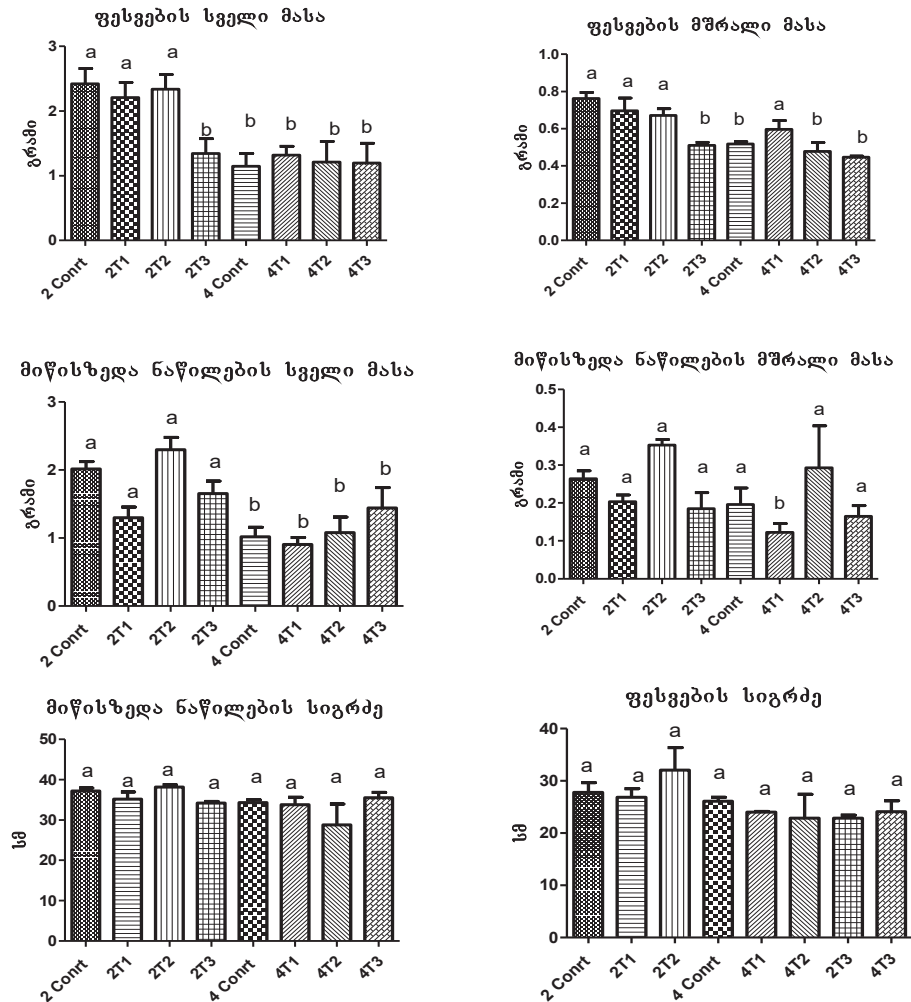 ფესვების სველი მასა
გრამი
3
2
1
0
a a a b b b b b
2 Conrt 2T1 2T2 2T3 4 Conrt 4T1 4T2 4T3
ფესვების მშრალი მასა
გრამი
1.0
0.8
0.6
0.4
0.2
0.0
a a a b b a b b
2 Conrt 2T1 2T2 2T3 4 Conrt 4T1 4T2 4T3
მიწისზედა ნაწილების სველი მასა
გრამი
3
2
1
0
a a a a b b b b
2 Conrt 2T1 2T2 2T3 4 Conrt 4T1 4T2 4T3
მიწისზედა ნაწილების მშრალი მასა
გრამი
0.5
0.4
0.3
0.2
0.1
0.0
a a a a a b a a
2 Conrt 2T1 2T2 2T3 4 Conrt 4T1 4T2 4T3
მიწისზედა ნაწილების სიგრძე
სმ
50
40
30
20
10
0
a a a a a a a a
2 Conrt 2T1 2T2 2T3 4 Conrt 4T1 4T2 4T3
ფესვების სიგრძე
სმ
40
30
20
10
0
a a a a a a a a
2 Conrt 2T1 2T2 4 Conrt 4T1 4T2 2T3 4T3